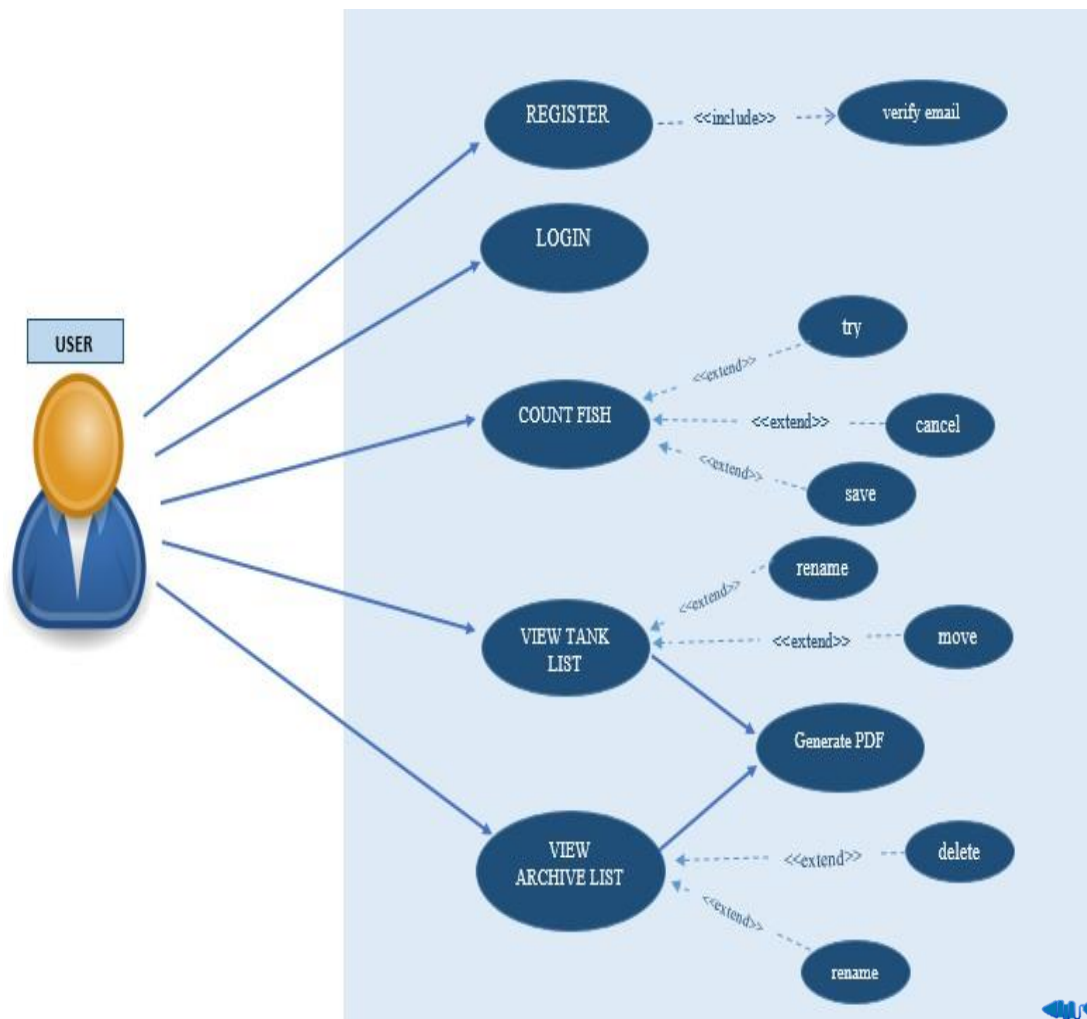 REGISTER
<<include>>
verify email
LOGIN
USER
try
<<extend>>
COUNT FISH
<<extend>>
cancel
<<extend>>
save
rename
<<extend>>
VIEW TANK
LIST
<<extend>>
move
Generate PDF
VIEW
ARCHIVE LIST
<<extend>>
delete
<<extend>>
rename